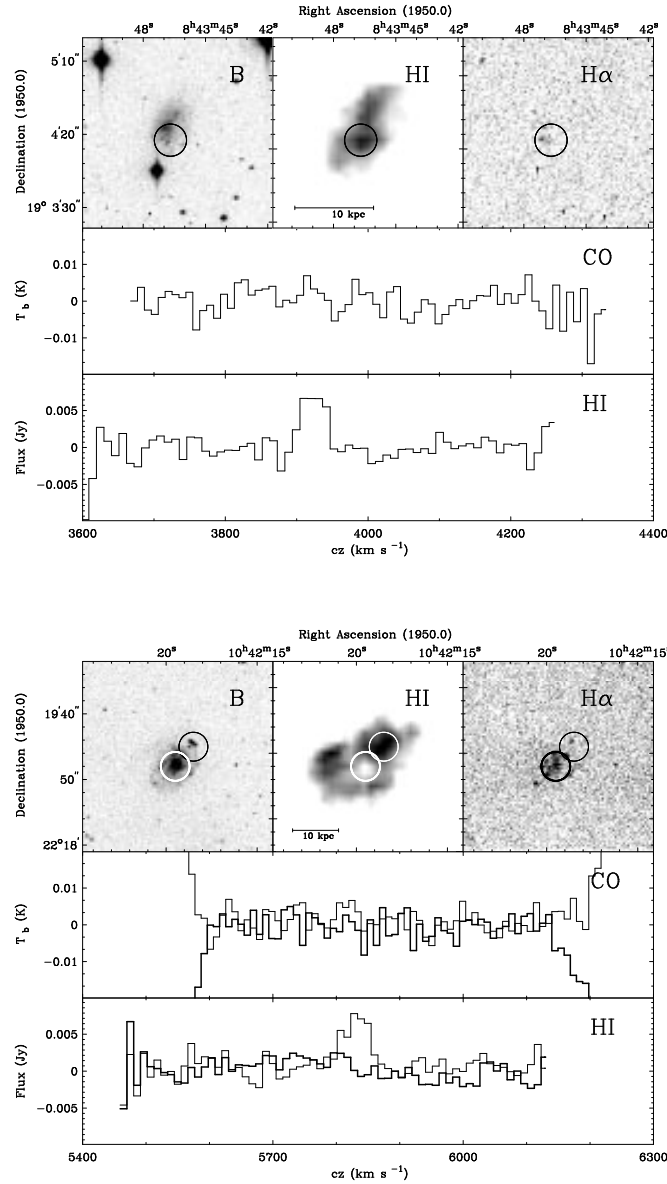 Right Ascension (1950.0)
48ˢ 8ʰ43ᵐ45ˢ 42ˢ 48ˢ 8ʰ43ᵐ45ˢ 42ˢ 48ˢ 8ʰ43ᵐ45ˢ 42ˢ
Declination (1950.0)
5'10"
4'20"
19° 3'30"
B
HI
Hα
10 kpc
T b (K)
0.01
0
−0.01
CO
Flux (Jy)
0.005
0
−0.005
HI
3600 3800 4000 4200 4400
cz (km s ⁻¹)
Right Ascension (1950.0)
20ˢ 10ʰ42ᵐ15ˢ 20ˢ 10ʰ42ᵐ15ˢ 20ˢ 10ʰ42ᵐ15ˢ
Declination (1950.0)
19'40"
50"
22°18'
B
HI
Hα
10 kpc
T b (K)
0.01
0
−0.01
CO
Flux (Jy)
0.005
0
−0.005
HI
5400 5700 6000 6300
cz (km s ⁻¹)